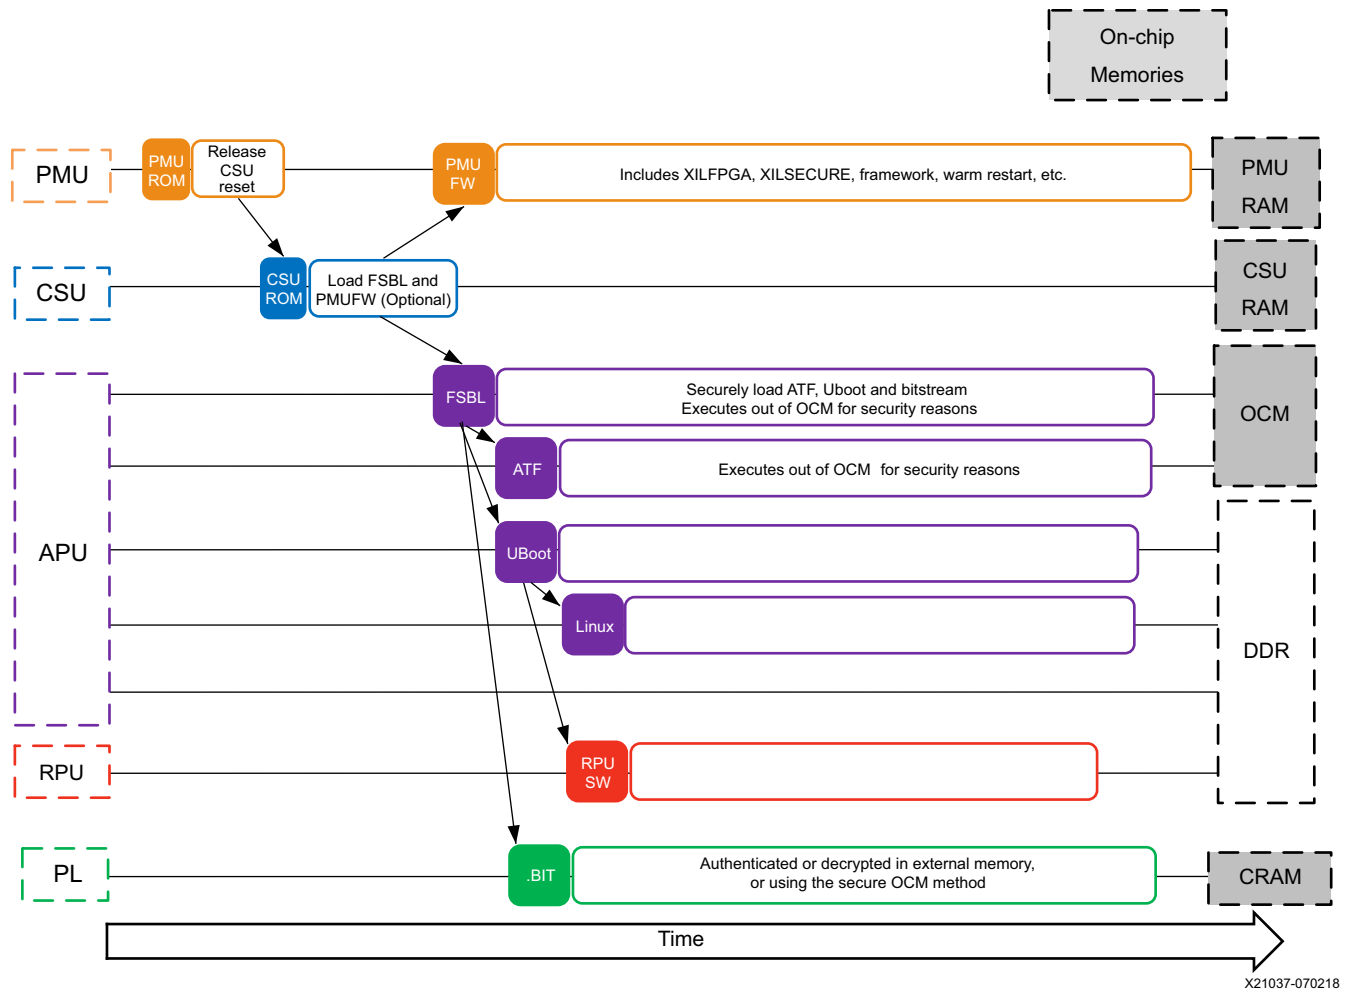 On-chip
Memories
PMU
PMU
ROM
Release
CSU
reset
PMU
FW
Includes XILFPGA, XILSECURE, framework, warm restart, etc.
PMU
RAM
CSU
CSU
ROM
Load FSBL and
PMUFW (Optional)
CSU
RAM
APU
FSBL
Securely load ATF, Uboot and bitstream
Executes out of OCM for security reasons
OCM
ATF
Executes out of OCM for security reasons
UBoot
Linux
DDR
RPU
RPU
SW
PL
.BIT
Authenticated or decrypted in external memory,
or using the secure OCM method
CRAM
Time
X21037-070218